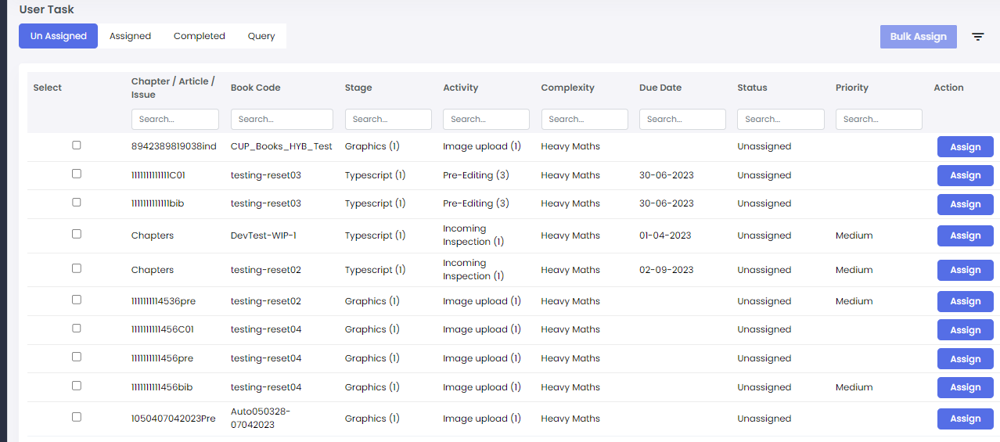 User Task
Un Assigned Assigned Completed Query Bulk Assign
Select Chapter / Article / Issue Book Code Stage Activity Complexity Due Date Status Priority Action
Search... Search... Search... Search... Search... Search... Search... Search...
8942389819038ind CUP_Books_HYB_Test Graphics (1) Image upload (1) Heavy Maths Unassigned Assign
1111111111111C01 testing-reset03 Typescript (1) Pre-Editing (3) Heavy Maths 30-06-2023 Unassigned Assign
1111111111111bib testing-reset03 Typescript (1) Pre-Editing (3) Heavy Maths 30-06-2023 Unassigned Assign
Chapters DevTest-WIP-1 Typescript (1) Incoming Inspection (1) Heavy Maths 01-04-2023 Unassigned Medium Assign
Chapters testing-reset02 Typescript (1) Incoming Inspection (1) Heavy Maths 02-09-2023 Unassigned Medium Assign
1111111114536pre testing-reset02 Graphics (1) Image upload (1) Heavy Maths Unassigned Medium Assign
1111111111456C01 testing-reset04 Graphics (1) Image upload (1) Heavy Maths Unassigned Assign
1111111111456pre testing-reset04 Graphics (1) Image upload (1) Heavy Maths Unassigned Assign
1111111111456bib testing-reset04 Graphics (1) Image upload (1) Heavy Maths Unassigned Medium Assign
1050407042023Pre Auto050328-07042023 Graphics (1) Image upload (1) Heavy Maths Unassigned Assign